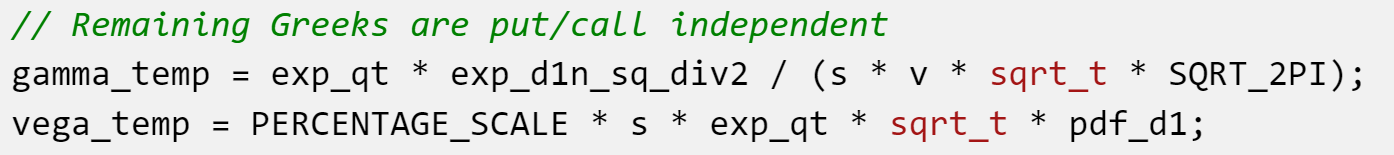 // Remaining Greeks are put/call independent
gamma_temp = exp_qt * exp_d1n_sq_div2 / (s * v * sqrt_t * SQRT_2PI);
vega_temp = PERCENTAGE_SCALE * s * exp_qt * sqrt_t * pdf_d1;